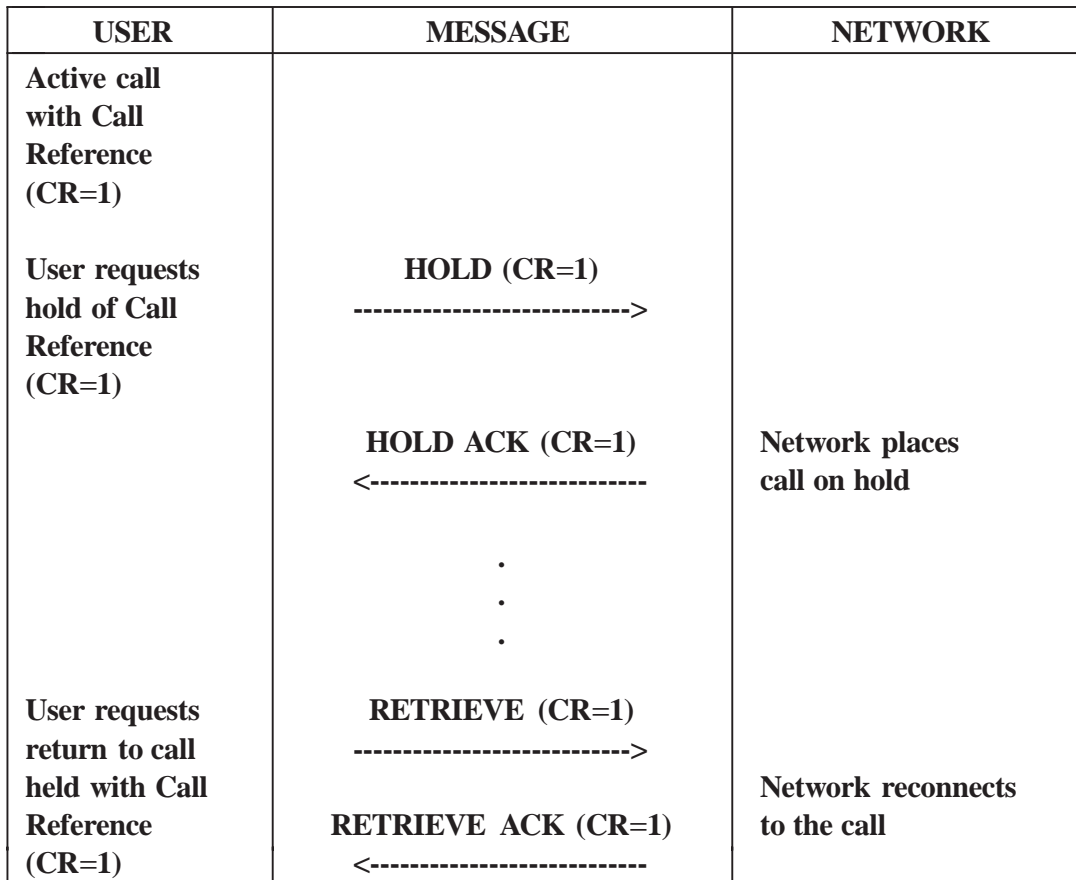 USER MESSAGE NETWORK
Active call
with Call
Reference
(CR=1)
User requests HOLD (CR=1)
hold of Call ---------------------------->
Reference
(CR=1)
HOLD ACK (CR=1) Network places
<---------------------------- call on hold
.
.
.
User requests RETRIEVE (CR=1)
return to call ---------------------------->
held with Call Network reconnects
Reference RETRIEVE ACK (CR=1) to the call
(CR=1) <----------------------------